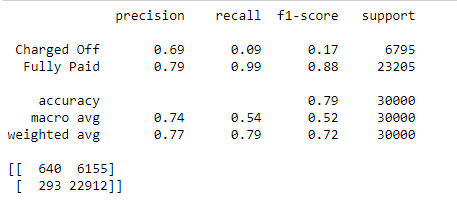 precision recall f1-score support
Charged Off 0.69 0.09 0.17 6795
Fully Paid 0.79 0.99 0.88 23205
accuracy 0.79 30000
macro avg 0.74 0.54 0.52 30000
weighted avg 0.77 0.79 0.72 30000
[[ 640 6155]
[ 293 22912]]